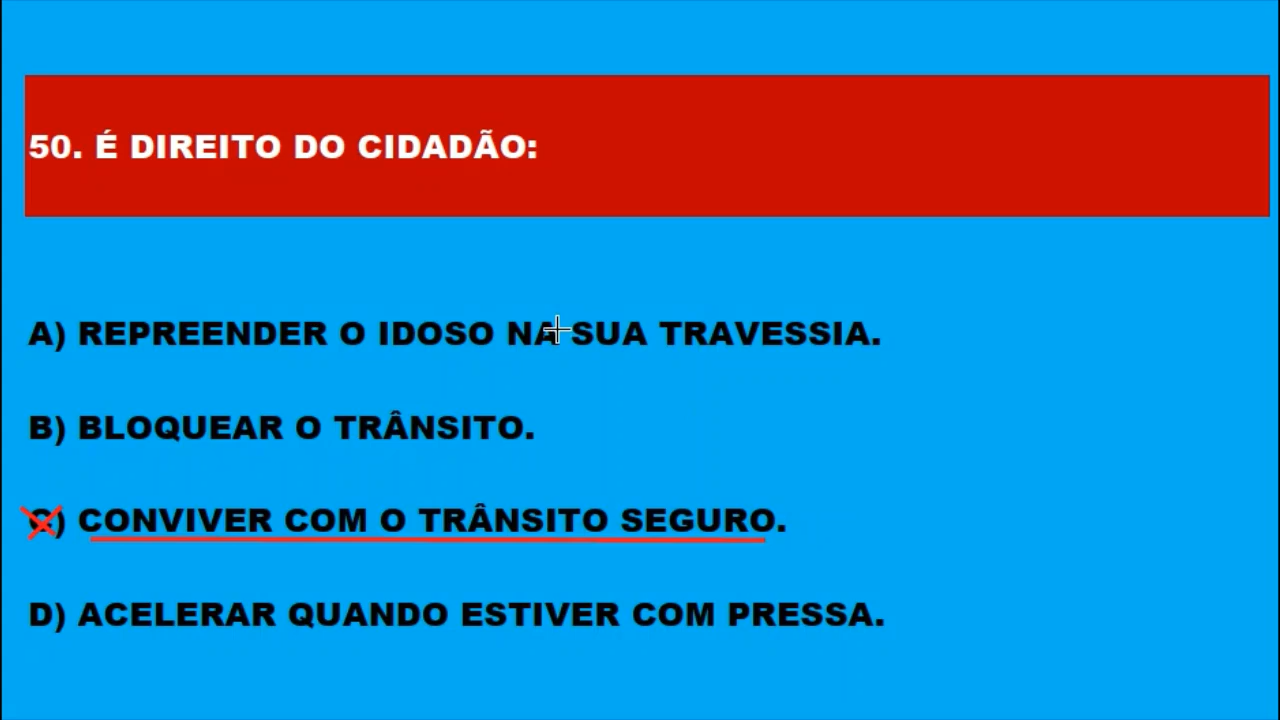 50. É DIREITO DO CIDADÃO:
A) REPREENDER O IDOSO NA SUA TRAVESSIA.
B) BLOQUEAR O TRÂNSITO.
C) CONVIVER COM O TRÂNSITO SEGURO.
D) ACELERAR QUANDO ESTIVER COM PRESSA.